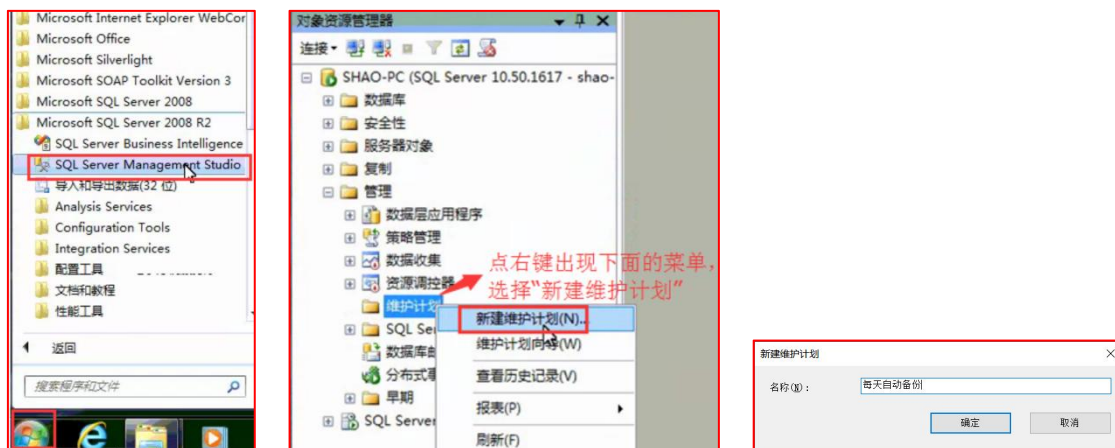 Microsoft Internet Explorer WebCor
Microsoft Office
Microsoft Silverlight
Microsoft SOAP Toolkit Version 3
Microsoft SQL Server 2008
Microsoft SQL Server 2008 R2
SQL Server Business Intelligence
SQL Server Management Studio
导入和导出数据(32 位)
Analysis Services
Configuration Tools
Integration Services
配置工具
文档和教程
性能工具
返回
搜索程序和文件
对象资源管理器
连接
SHAO-PC (SQL Server 10.50.1617 - shao-
数据库
安全性
服务器对象
复制
管理
数据层应用程序
策略管理
数据收集
资源调控器
维护计划
SQL Se
数据库邮
分布式事
早期
SQL Server
点右键出现下面的菜单，
选择“新建维护计划”
新建维护计划(N)...
维护计划向导(W)
查看历史记录(V)
报表(P)
刷新(F)
新建维护计划
名称(N)：
每天自动备份
确定
取消